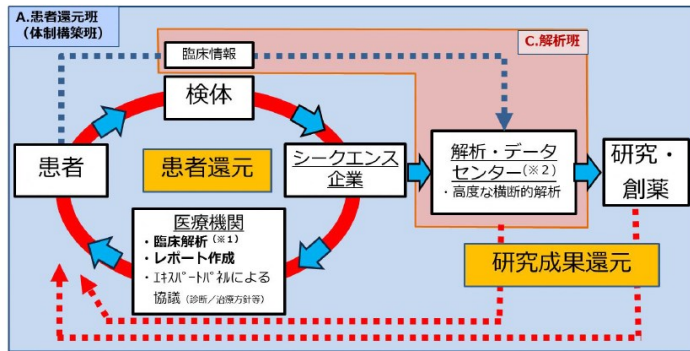 A.患者還元班
（体制構築班）
C.解析班
臨床情報
検体
患者
患者還元
シークエンス
企業
解析・データ
センター(※2)
・高度な横断的解析
研究・
創薬
医療機関
・臨床解析(※1)
・レポート作成
・ｴｷｽﾊﾟｰﾄﾊﾟﾈﾙによる
協議（診断／治療方針等）
研究成果還元